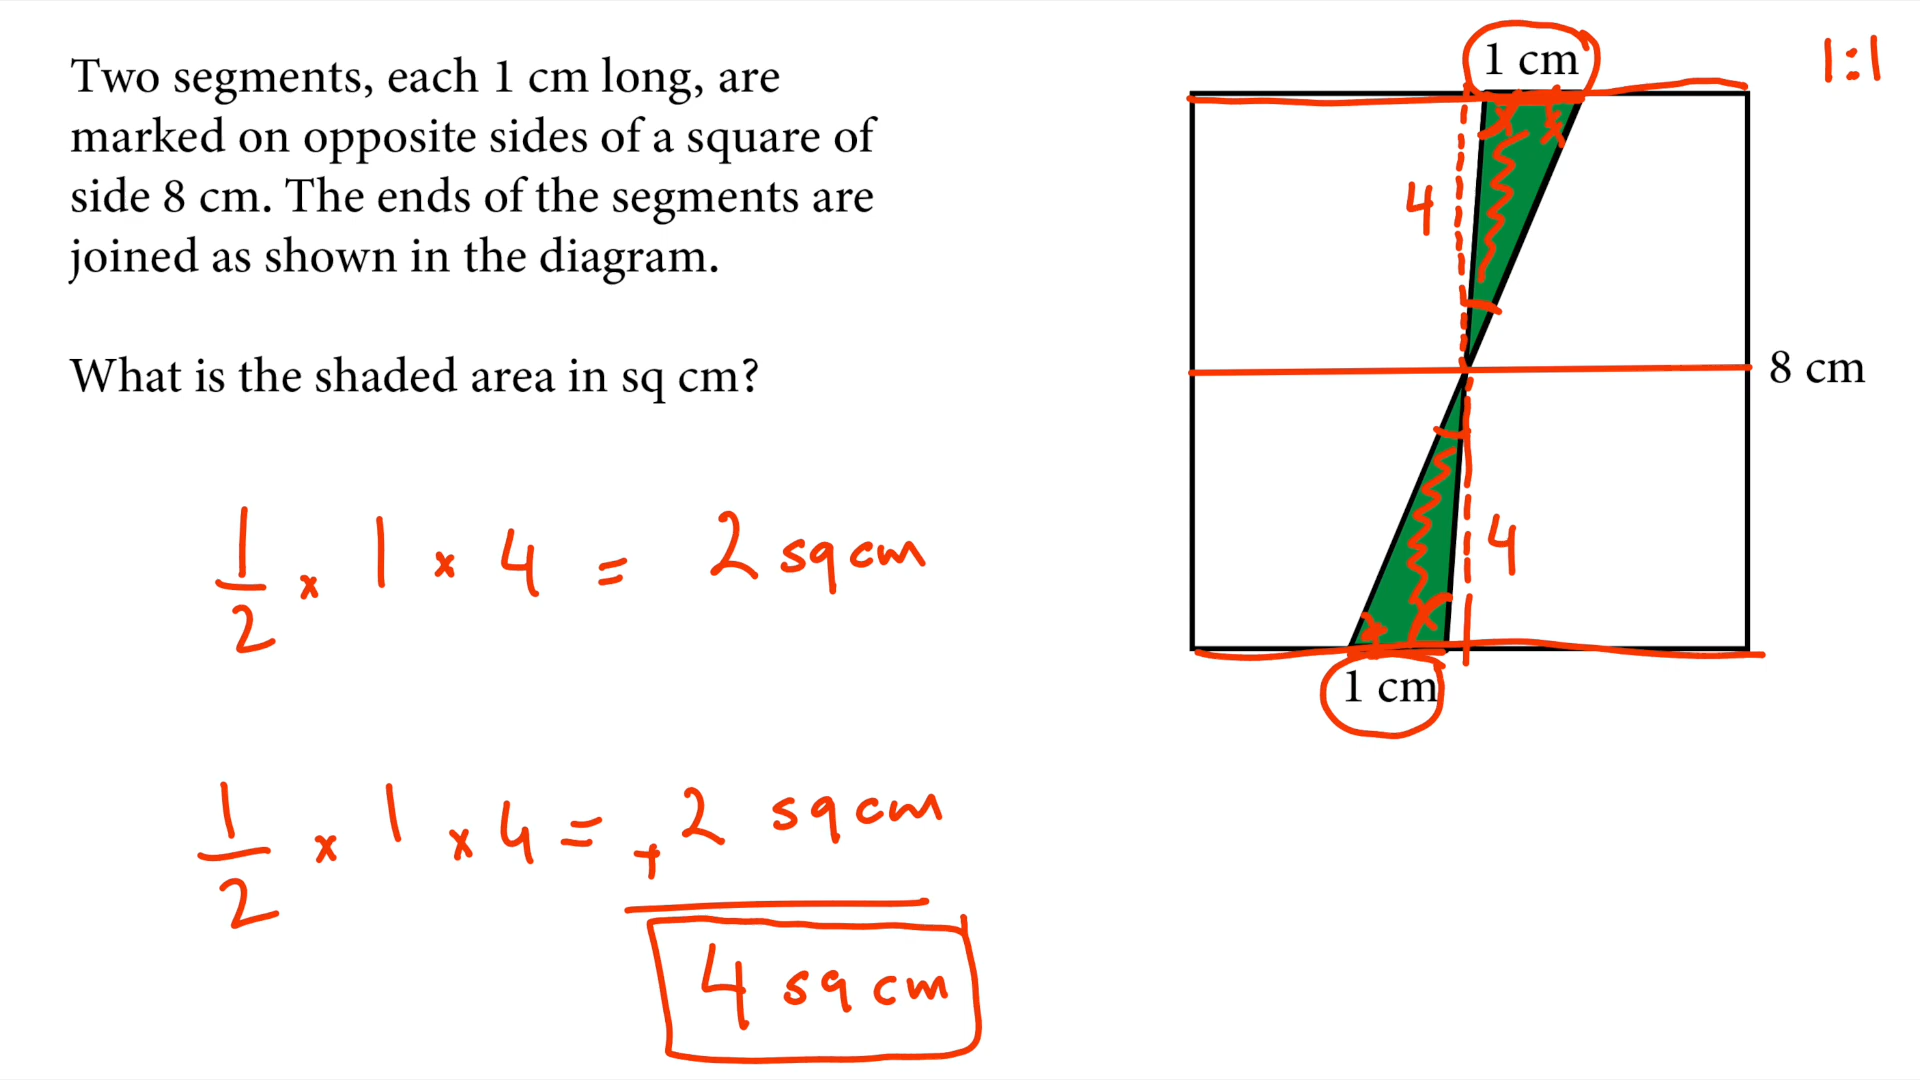 Two segments, each 1 cm long, are
marked on opposite sides of a square of
side 8 cm. The ends of the segments are
joined as shown in the diagram.
What is the shaded area in sq cm?
1/2 × 1 × 4 = 2 sq cm
1/2 × 1 × 4 = + 2 sq cm
4 sq cm
1 cm
1:1
4
8 cm
4
1 cm